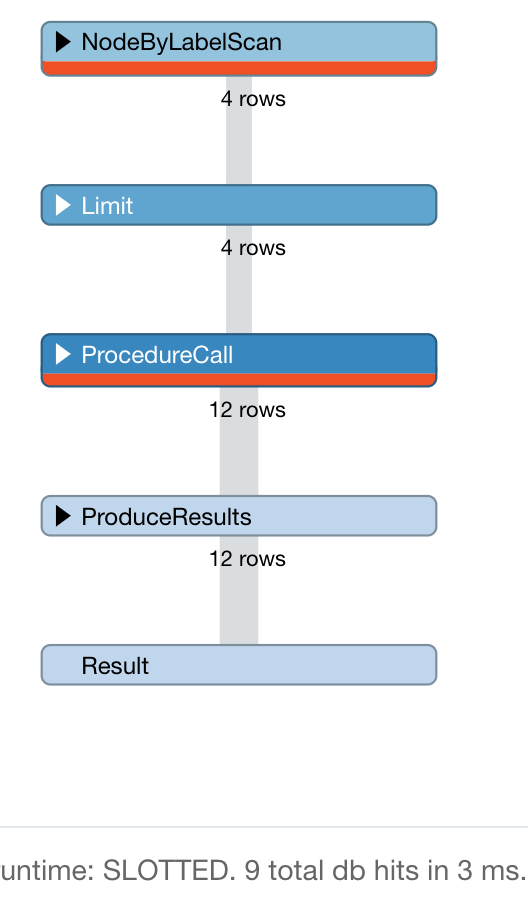 NodeByLabelScan
4 rows
Limit
4 rows
ProcedureCall
12 rows
ProduceResults
12 rows
Result
untime: SLOTTED. 9 total db hits in 3 ms.